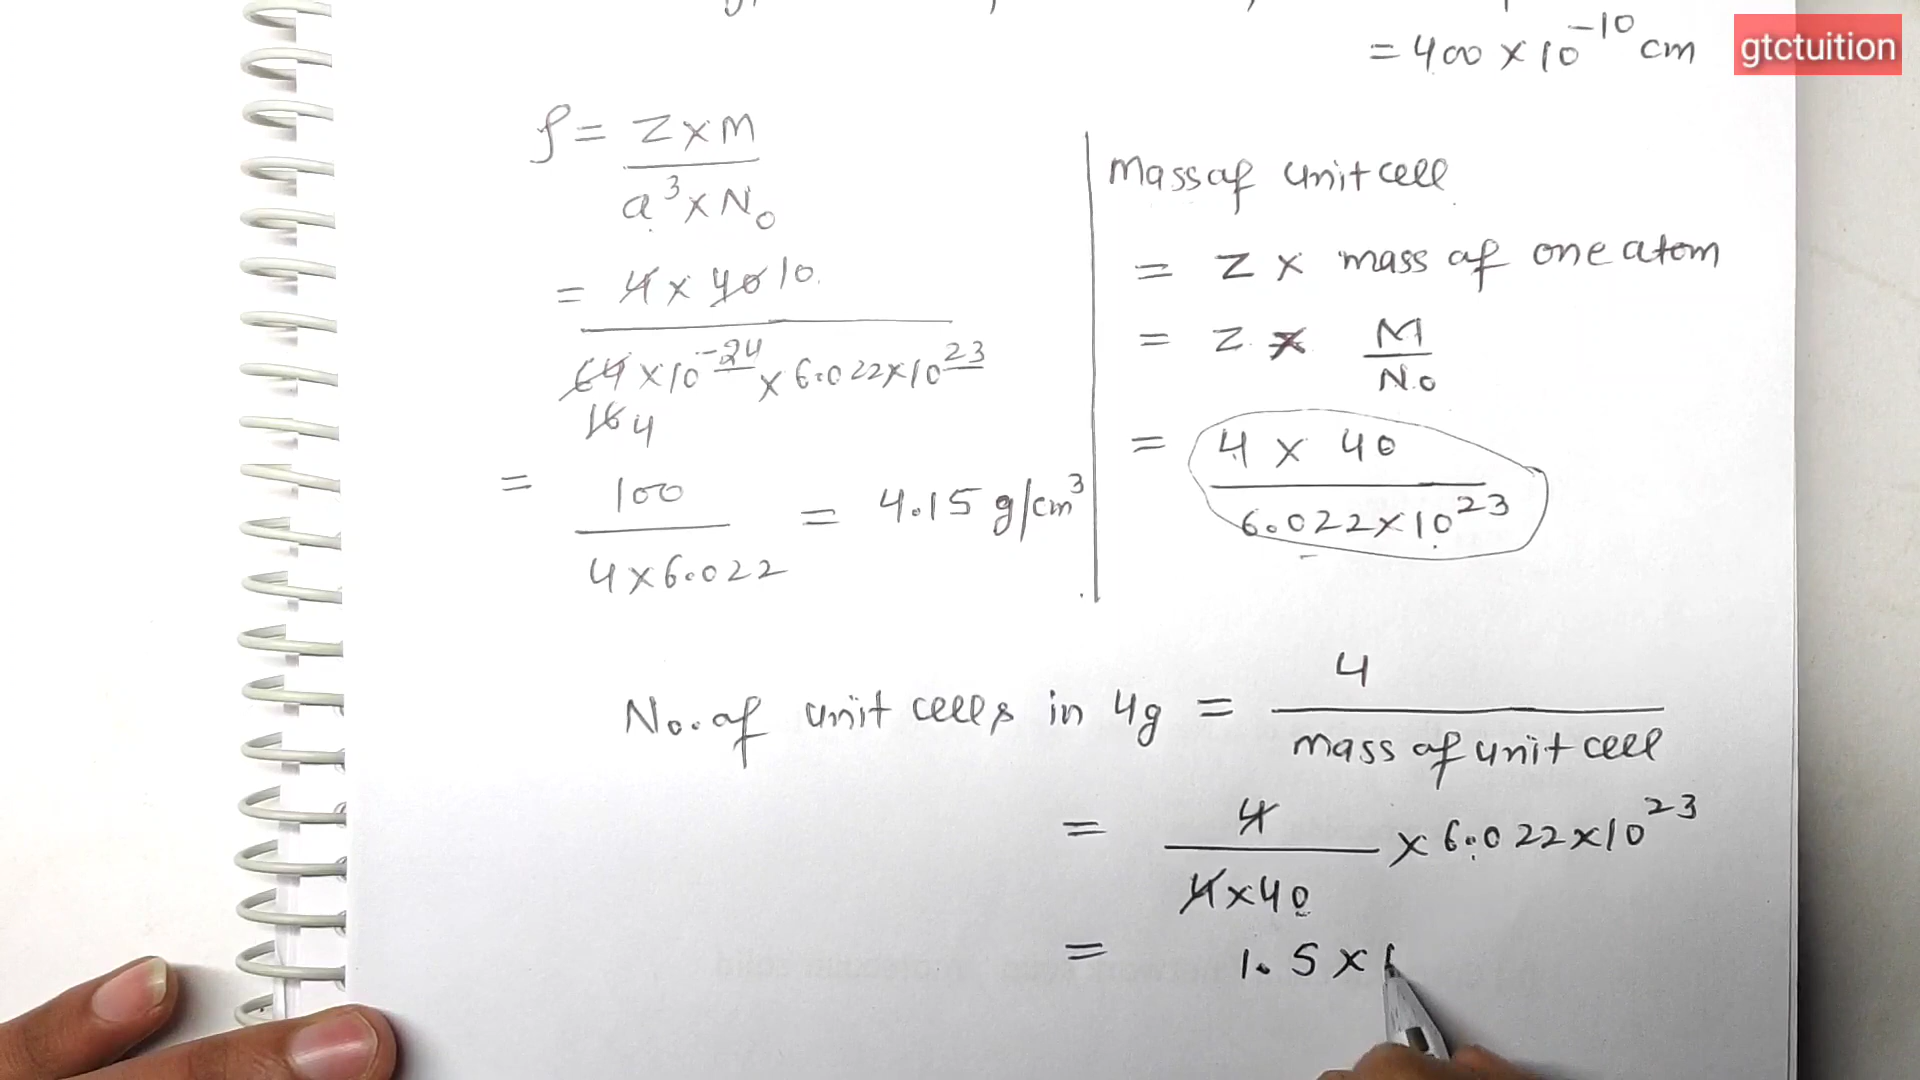 = 400 × 10⁻¹⁰ cm
gtctuition
ρ = Z × M / a³ × N₀
= 4 × 40 10 / 64 × 10⁻²⁴ × 6.022 × 10²³
16 4
= 100 / 4 × 6.022 = 4.15 g/cm³
Mass of unit cell
= Z × mass of one atom
= Z × M / N₀
= 4 × 40 / 6.022 × 10²³
No. of unit cells in 4g = 4 / mass of unit cell
= 4 / 4 × 40 × 6.022 × 10²³
= 1.5 × 1